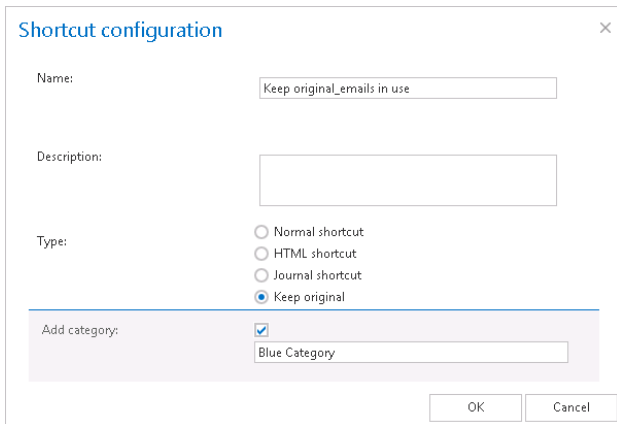 Shortcut configuration
Name:
Keep original_emails in use
Description:
Type:
Normal shortcut
HTML shortcut
Journal shortcut
Keep original
Add category:
Blue Category
OK
Cancel